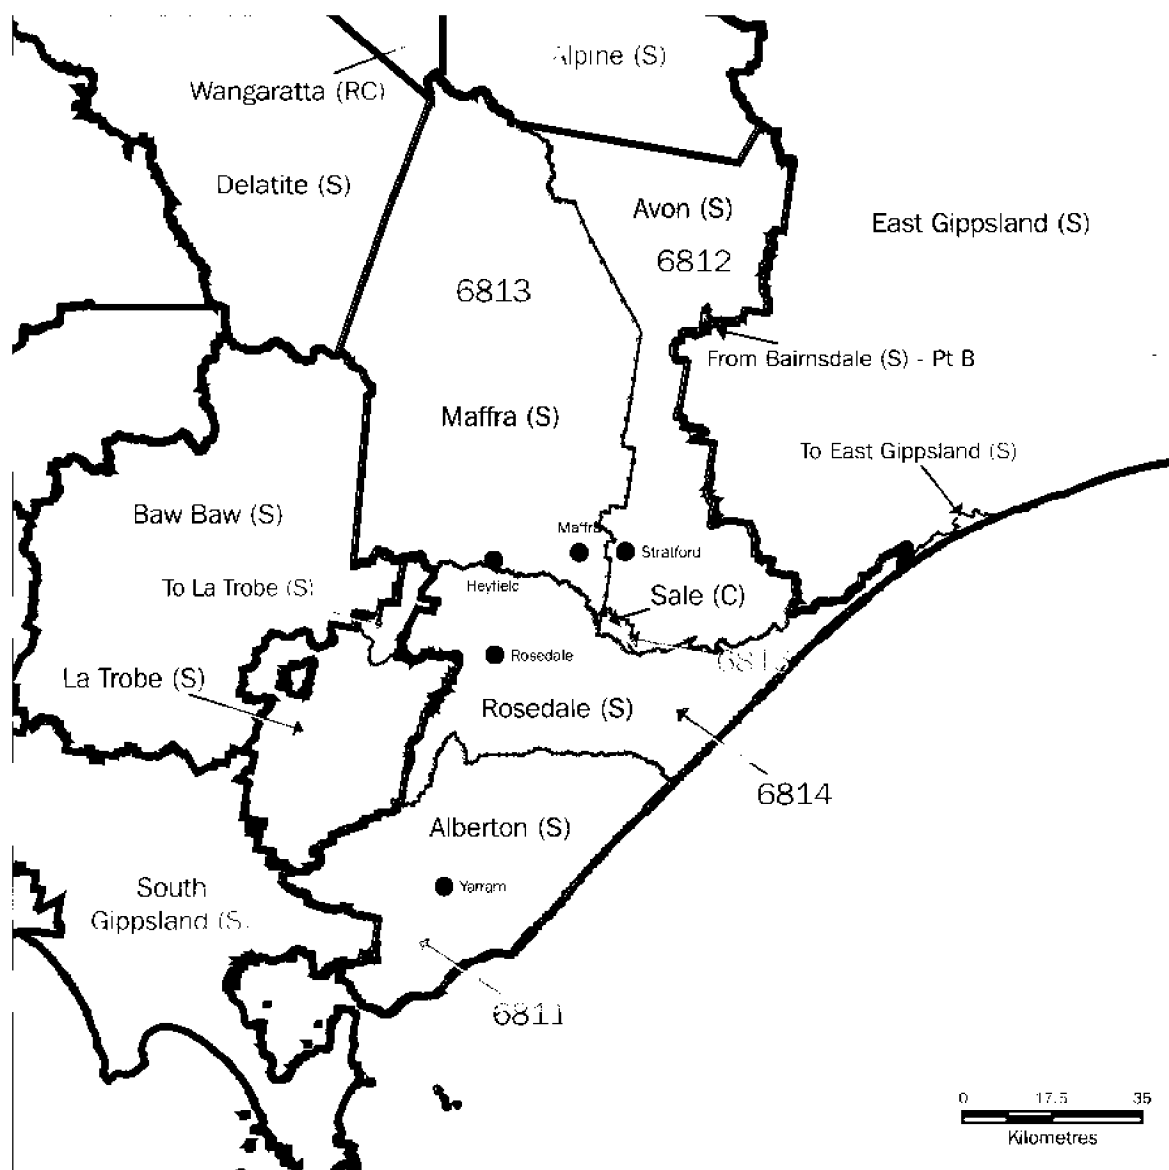 Alpine (S)
Wangaratta (RC)
Delatite (S)
Avon (S)
East Gippsland (S)
6812
6813
From Bairnsdale (S) - Pt B
Maffra (S)
To East Gippsland (S)
Baw Baw (S)
Maffra
Stratford
Heyfield
To La Trobe (S)
Sale (C)
Rosedale
La Trobe (S)
Rosedale (S)
6814
Alberton (S)
Yarram
South
Gippsland (S)
6811
0 17.5 35
Kilometres